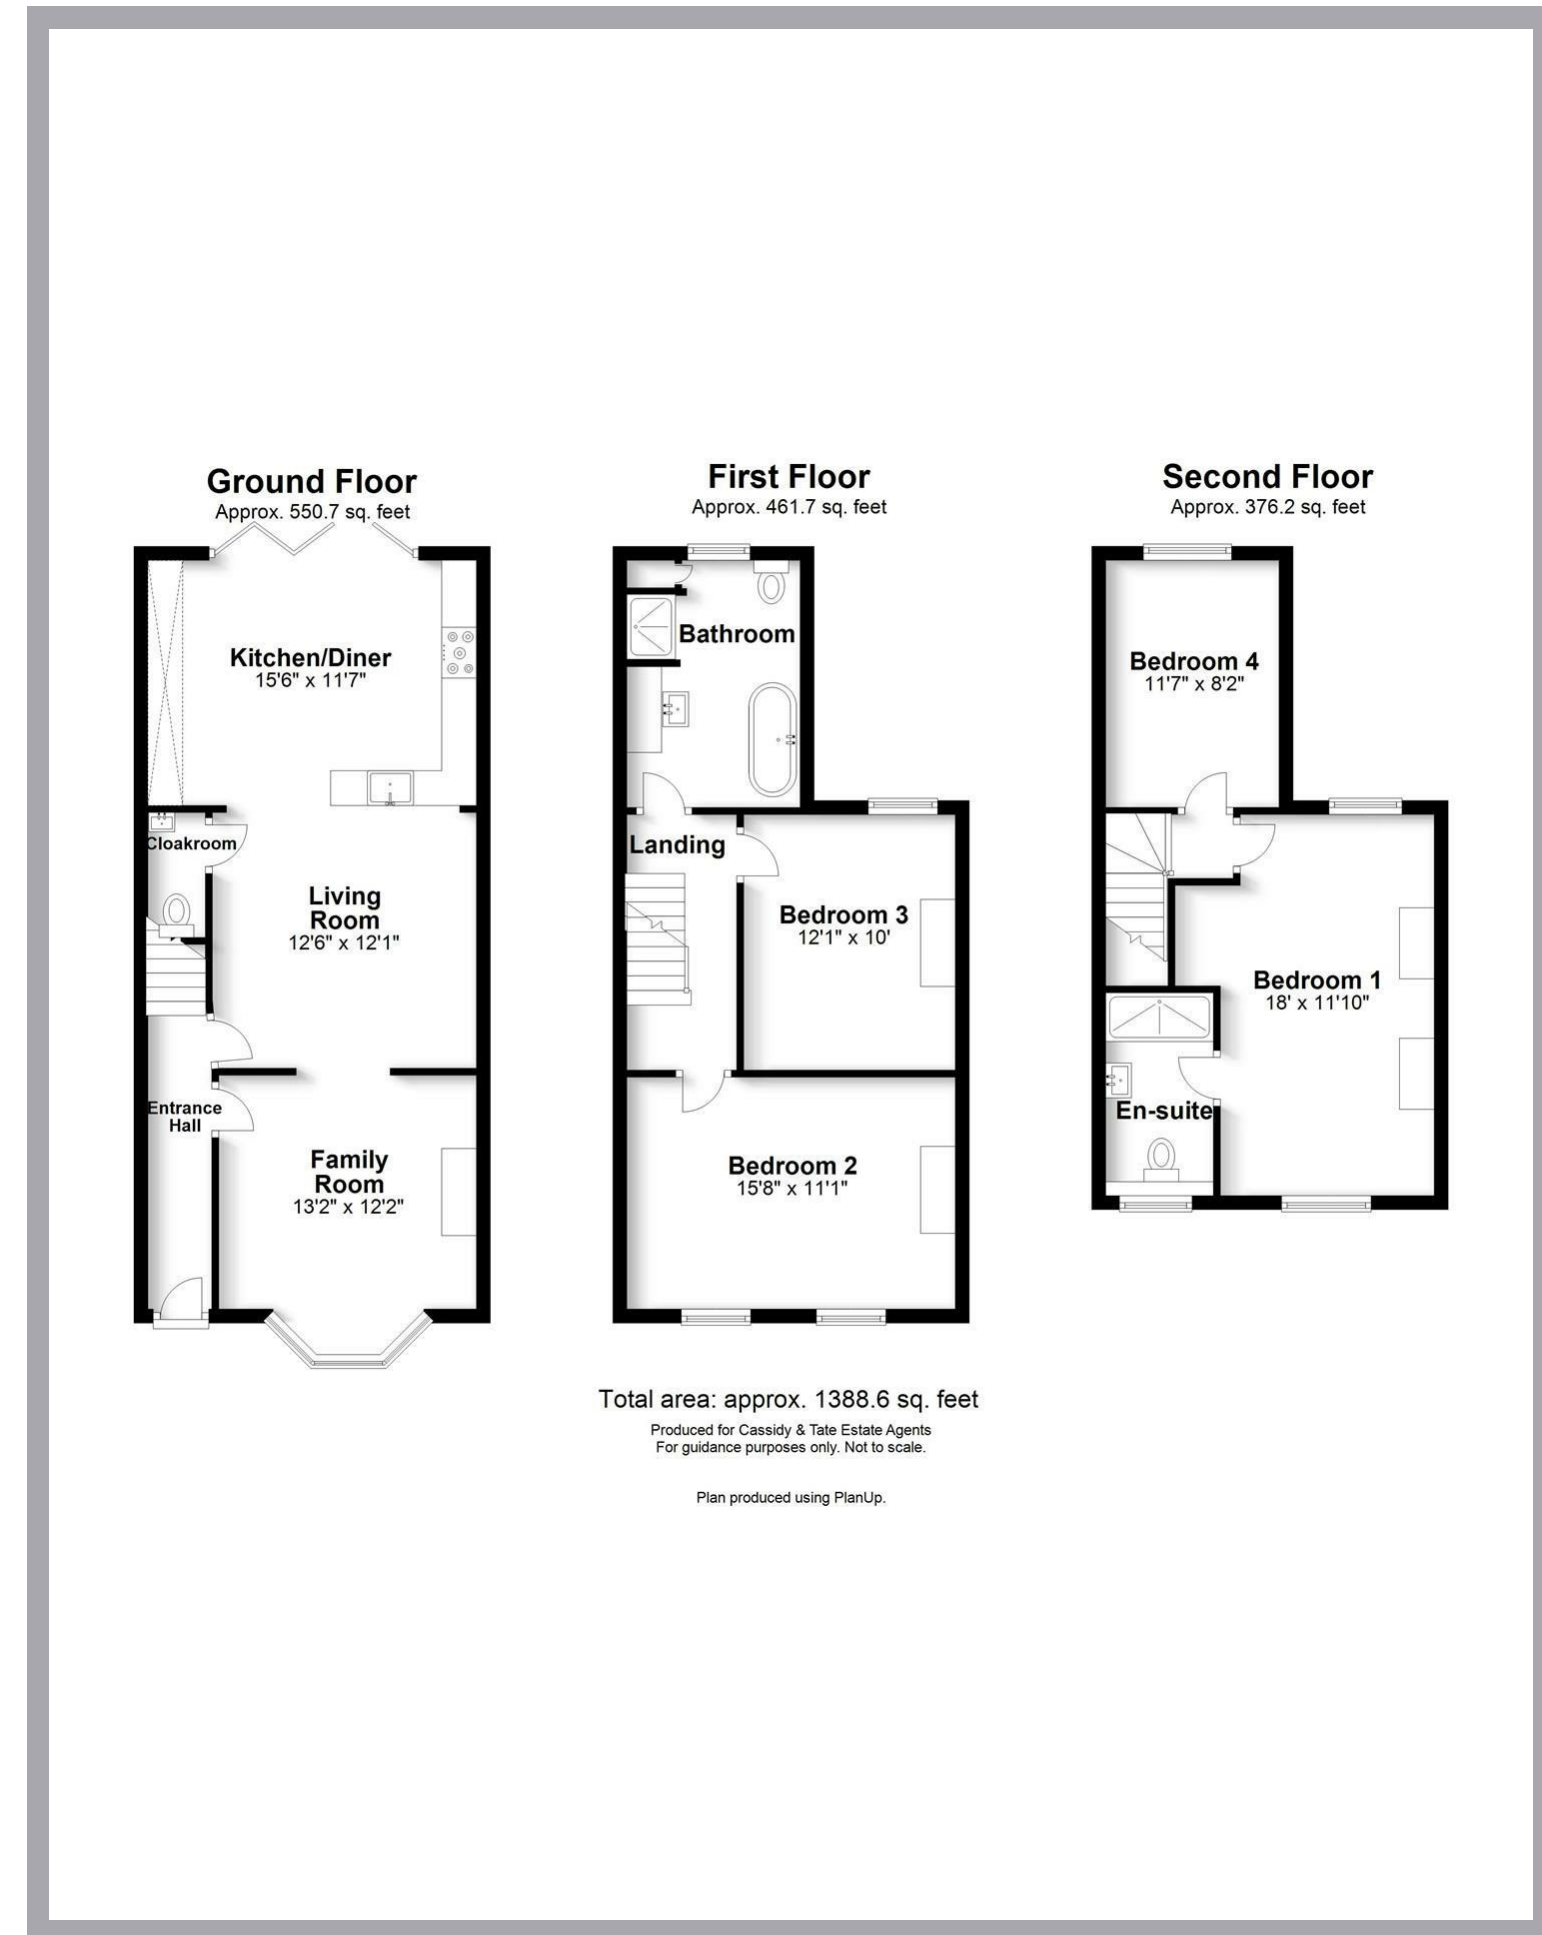 Ground Floor
Approx. 550.7 sq. feet
Kitchen/Diner
15'6" x 11'7"
Cloakroom
Living
Room
12'6" x 12'1"
Entrance
Hall
Family
Room
13'2" x 12'2"
First Floor
Approx. 461.7 sq. feet
Bathroom
Landing
Bedroom 3
12'1" x 10'
Bedroom 2
15'8" x 11'1"
Second Floor
Approx. 376.2 sq. feet
Bedroom 4
11'7" x 8'2"
Bedroom 1
18' x 11'10"
En-suite
Total area: approx. 1388.6 sq. feet
Produced for Cassidy & Tate Estate Agents
For guidance purposes only. Not to scale.
Plan produced using PlanUp.